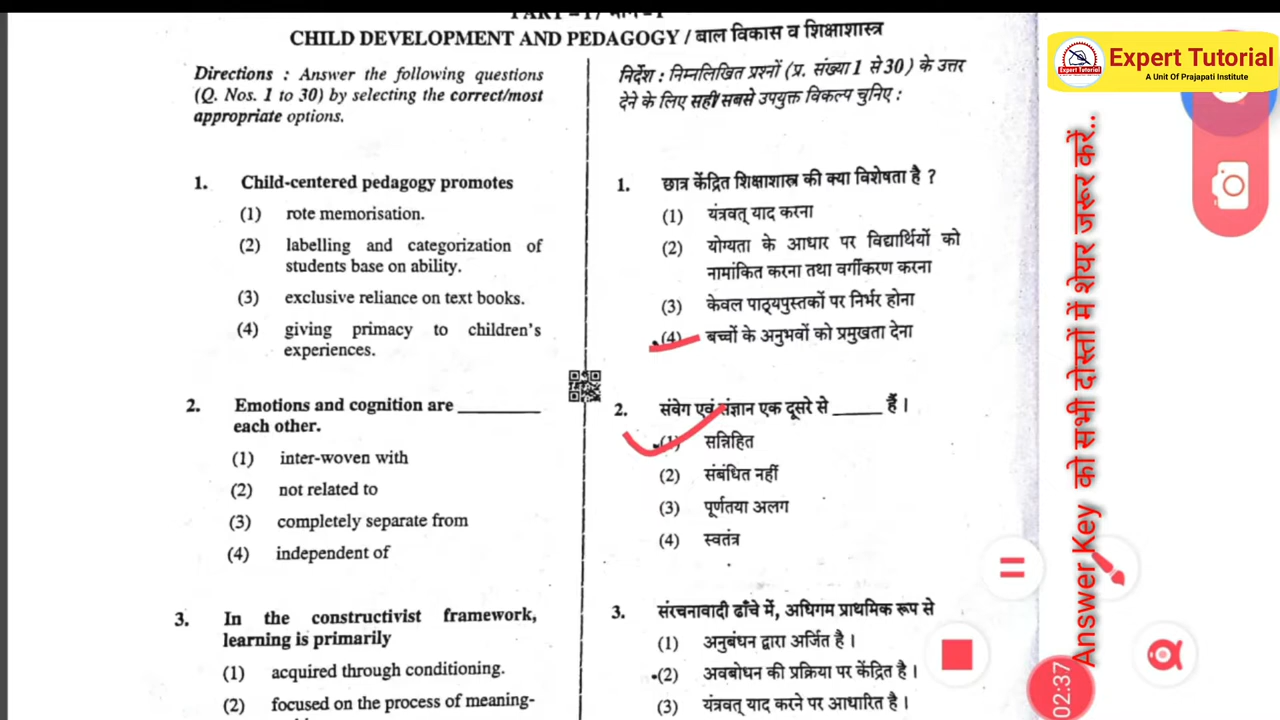 PART – I / भाग – I
CHILD DEVELOPMENT AND PEDAGOGY / बाल विकास व शिक्षाशास्त्र
Directions : Answer the following questions
(Q. Nos. 1 to 30) by selecting the correct/most
appropriate options.
1. Child-centered pedagogy promotes
(1) rote memorisation.
(2) labelling and categorization of
students base on ability.
(3) exclusive reliance on text books.
(4) giving primacy to children's
experiences.
2. Emotions and cognition are ________
each other.
(1) inter-woven with
(2) not related to
(3) completely separate from
(4) independent of
3. In the constructivist framework,
learning is primarily
(1) acquired through conditioning.
(2) focused on the process of meaning-
निर्देश : निम्नलिखित प्रश्नों (प्र. संख्या 1 से 30) के उत्तर
देने के लिए सही/सबसे उपयुक्त विकल्प चुनिए :
1. छात्र केंद्रित शिक्षाशास्त्र की क्या विशेषता है ?
(1) यंत्रवत् याद करना
(2) योग्यता के आधार पर विद्यार्थियों को
नामांकित करना तथा वर्गीकरण करना
(3) केवल पाठ्यपुस्तकों पर निर्भर होना
(4) बच्चों के अनुभवों को प्रमुखता देना
2. संवेग एवं संज्ञान एक दूसरे से _____ हैं ।
(1) सन्निहित
(2) संबंधित नहीं
(3) पूर्णतया अलग
(4) स्वतंत्र
3. संरचनावादी ढाँचे में, अधिगम प्राथमिक रूप से
(1) अनुबंधन द्वारा अर्जित है ।
(2) अवबोधन की प्रक्रिया पर केंद्रित है ।
(3) यंत्रवत् याद करने पर आधारित है ।
Expert Tutorial
Expert Tutorial
A Unit Of Prajapati Institute
Answer Key को सभी दोस्तों में शेयर जरूर करें..
02:37